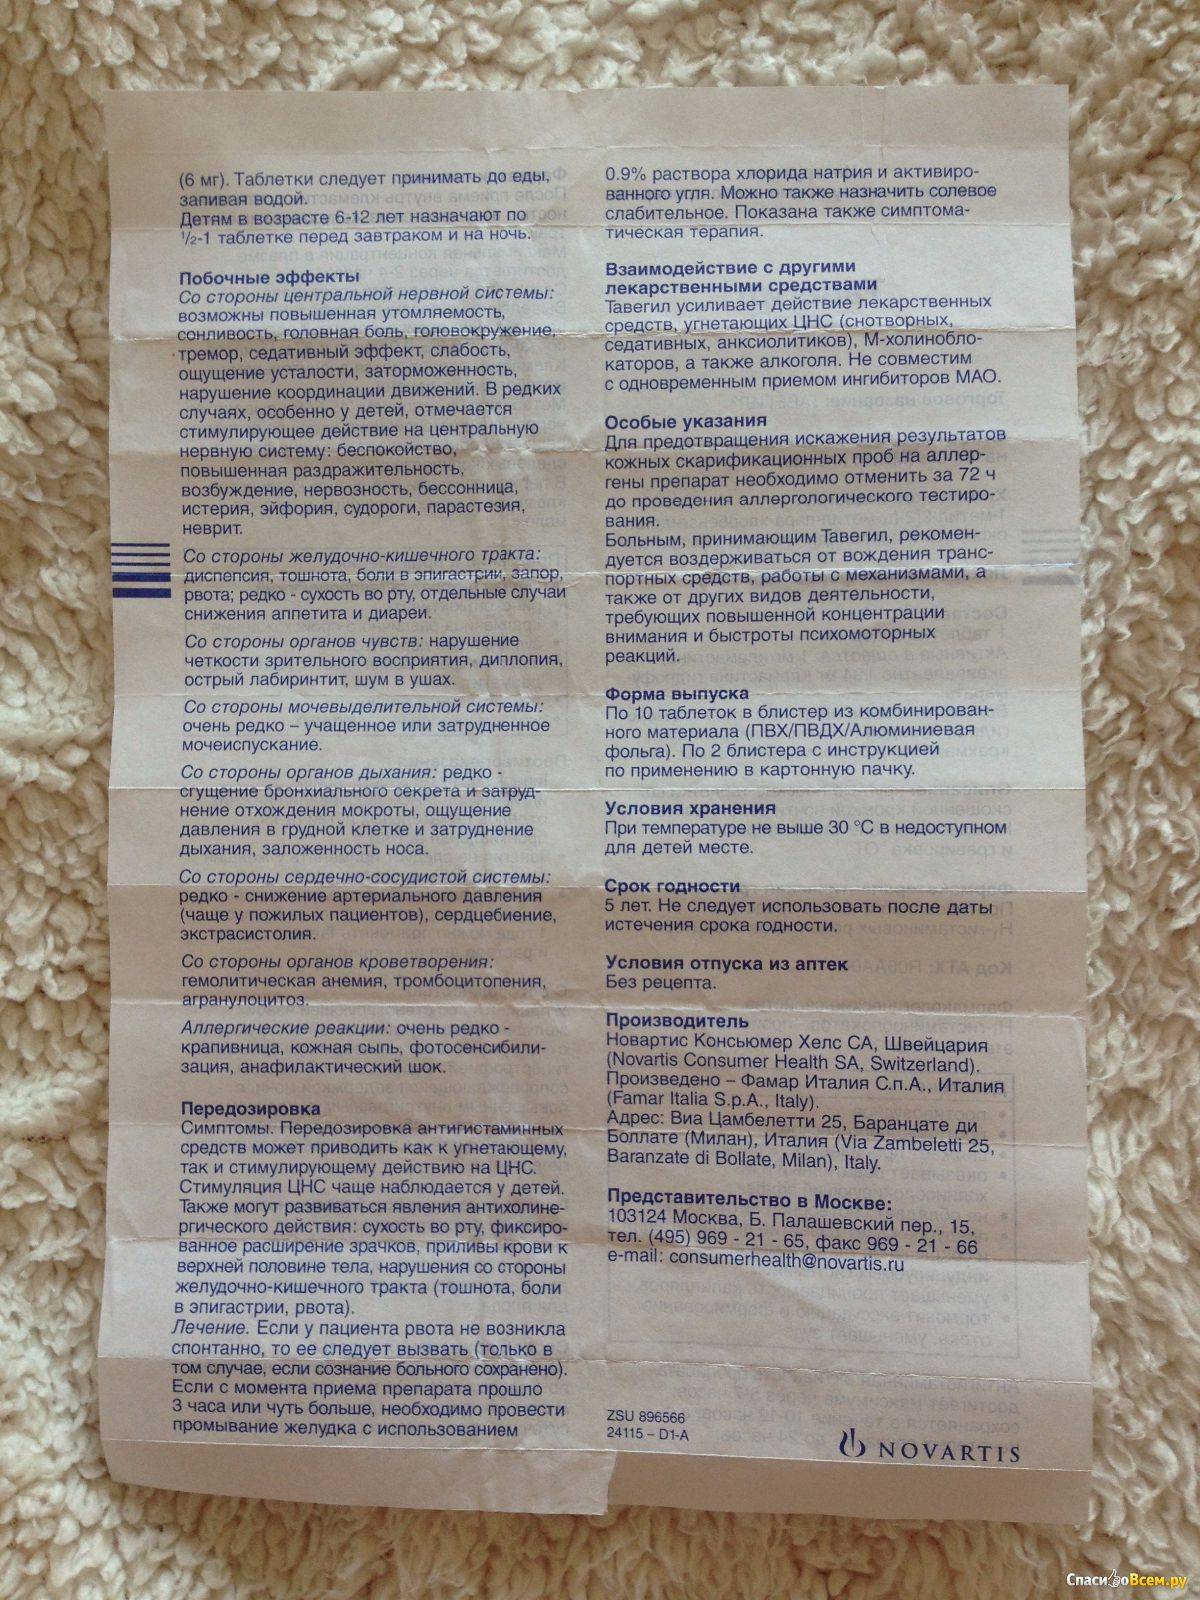 (6 мг). Таблетки следует принимать до еды,
запивая водой.
Детям в возрасте 6-12 лет назначают по
½-1 таблетке перед завтраком и на ночь.
Побочные эффекты
Со стороны центральной нервной системы:
возможны повышенная утомляемость,
сонливость, головная боль, головокружение,
тремор, седативный эффект, слабость,
ощущение усталости, заторможенность,
нарушение координации движений. В редких
случаях, особенно у детей, отмечается
стимулирующее действие на центральную
нервную систему: беспокойство,
повышенная раздражительность,
возбуждение, нервозность, бессонница,
истерия, эйфория, судороги, парастезия,
неврит.
Со стороны желудочно-кишечного тракта:
диспепсия, тошнота, боли в эпигастрии, запор,
рвота; редко - сухость во рту, отдельные случаи
снижения аппетита и диареи.
Со стороны органов чувств: нарушение
четкости зрительного восприятия, диплопия,
острый лабиринтит, шум в ушах.
Со стороны мочевыделительной системы:
очень редко – учащенное или затрудненное
мочеиспускание.
Со стороны органов дыхания: редко -
сгущение бронхиального секрета и затруд-
нение отхождения мокроты, ощущение
давления в грудной клетке и затруднение
дыхания, заложенность носа.
Со стороны сердечно-сосудистой системы:
редко - снижение артериального давления
(чаще у пожилых пациентов), сердцебиение,
экстрасистолия.
Со стороны органов кроветворения:
гемолитическая анемия, тромбоцитопения,
агранулоцитоз.
Аллергические реакции: очень редко -
крапивница, кожная сыпь, фотосенсибили-
зация, анафилактический шок.
Передозировка
Симптомы. Передозировка антигистаминных
средств может приводить как к угнетающему,
так и стимулирующему действию на ЦНС.
Стимуляция ЦНС чаще наблюдается у детей.
Также могут развиваться явления антихолине-
ргического действия: сухость во рту, фиксиро-
ванное расширение зрачков, приливы крови к
верхней половине тела, нарушения со стороны
желудочно-кишечного тракта (тошнота, боли
в эпигастрии, рвота).
Лечение. Если у пациента рвота не возникла
спонтанно, то ее следует вызвать (только в
том случае, если сознание больного сохранено).
Если с момента приема препарата прошло
3 часа или чуть больше, необходимо провести
промывание желудка с использованием
0.9% раствора хлорида натрия и активиро-
ванного угля. Можно также назначить солевое
слабительное. Показана также симптома-
тическая терапия.
Взаимодействие с другими
лекарственными средствами
Тавегил усиливает действие лекарственных
средств, угнетающих ЦНС (снотворных,
седативных, анксиолитиков), М-холинобло-
каторов, а также алкоголя. Не совместим
с одновременным приемом ингибиторов МАО.
Особые указания
Для предотвращения искажения результатов
кожных скарификационных проб на аллер-
гены препарат необходимо отменить за 72 ч
до проведения аллергологического тестиро-
вания.
Больным, принимающим Тавегил, рекомен-
дуется воздерживаться от вождения транс-
портных средств, работы с механизмами, а
также от других видов деятельности,
требующих повышенной концентрации
внимания и быстроты психомоторных
реакций.
Форма выпуска
По 10 таблеток в блистер из комбинирован-
ного материала (ПВХ/ПВДХ/Алюминиевая
фольга). По 2 блистера с инструкцией
по применению в картонную пачку.
Условия хранения
При температуре не выше 30 °С в недоступном
для детей месте.
Срок годности
5 лет. Не следует использовать после даты
истечения срока годности.
Условия отпуска из аптек
Без рецепта.
Производитель
Новартис Консьюмер Хелс СА, Швейцария
(Novartis Consumer Health SA, Switzerland).
Произведено – Фамар Италия С.п.А., Италия
(Famar Italia S.p.A., Italy).
Адрес: Виа Цамбелетти 25, Баранцате ди
Боллате (Милан), Италия (Via Zambeletti 25,
Baranzate di Bollate, Milan), Italy.
Представительство в Москве:
103124 Москва, Б. Палашевский пер., 15,
тел. (495) 969 - 21 - 65, факс 969 - 21 - 66
e-mail: consumerhealth@novartis.ru
ZSU 896566
24115 – D1-A
NOVARTIS
СпасибоВсем.ру